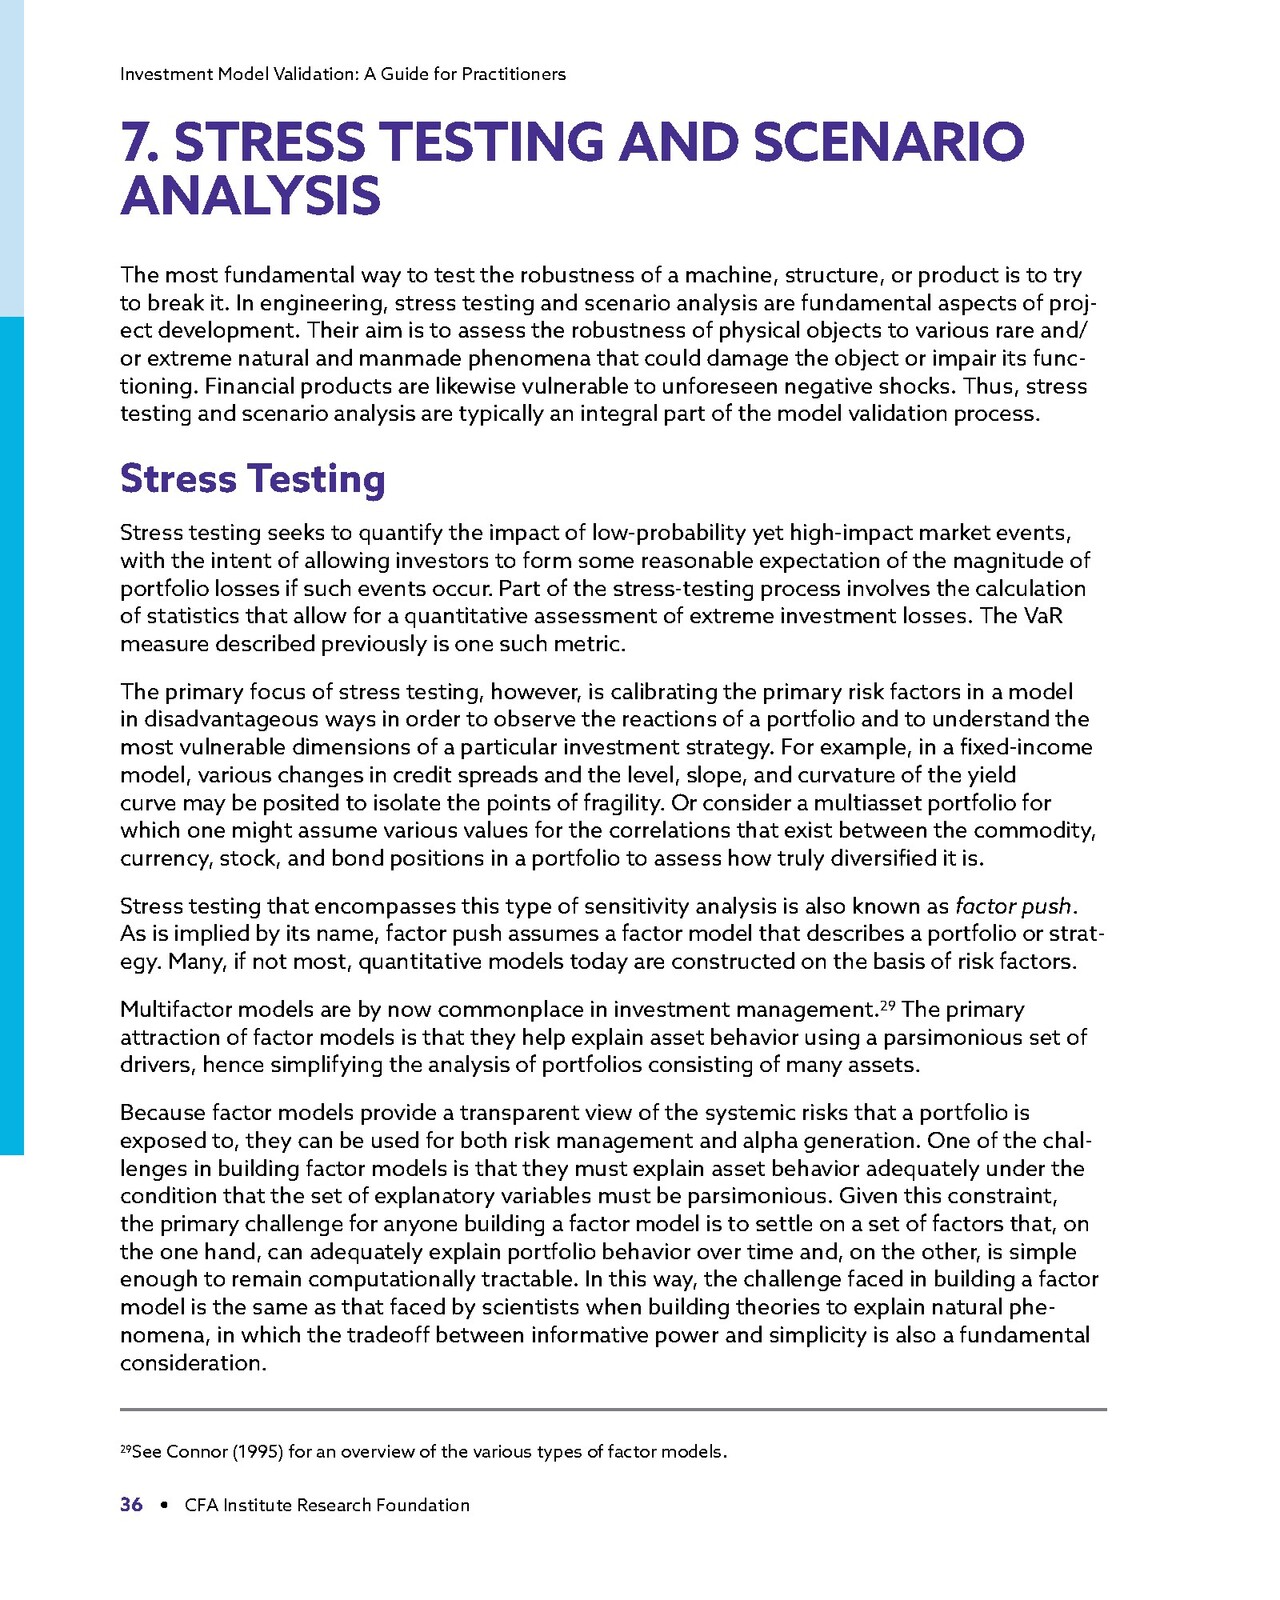 Investment Model Validation: A Guide for Practitioners
7. STRESS TESTING AND SCENARIO
ANALYSIS
The most fundamental way to test the robustness of a machine, structure, or product is to try
to break it. In engineering, stress testing and scenario analysis are fundamental aspects of proj-
ect development. Their aim is to assess the robustness of physical objects to various rare and/
or extreme natural and manmade phenomena that could damage the object or impair its func-
tioning. Financial products are likewise vulnerable to unforeseen negative shocks. Thus, stress
testing and scenario analysis are typically an integral part of the model validation process.
Stress Testing
Stress testing seeks to quantify the impact of low-probability yet high-impact market events,
with the intent of allowing investors to form some reasonable expectation of the magnitude of
portfolio losses if such events occur. Part of the stress-testing process involves the calculation
of statistics that allow for a quantitative assessment of extreme investment losses. The VaR
measure described previously is one such metric.
The primary focus of stress testing, however, is calibrating the primary risk factors in a model
in disadvantageous ways in order to observe the reactions of a portfolio and to understand the
most vulnerable dimensions of a particular investment strategy. For example, in a fixed-income
model, various changes in credit spreads and the level, slope, and curvature of the yield
curve may be posited to isolate the points of fragility. Or consider a multiasset portfolio for
which one might assume various values for the correlations that exist between the commodity,
currency, stock, and bond positions in a portfolio to assess how truly diversified it is.
Stress testing that encompasses this type of sensitivity analysis is also known as factor push.
As is implied by its name, factor push assumes a factor model that describes a portfolio or strat-
egy. Many, if not most, quantitative models today are constructed on the basis of risk factors.
Multifactor models are by now commonplace in investment management.²⁹ The primary
attraction of factor models is that they help explain asset behavior using a parsimonious set of
drivers, hence simplifying the analysis of portfolios consisting of many assets.
Because factor models provide a transparent view of the systemic risks that a portfolio is
exposed to, they can be used for both risk management and alpha generation. One of the chal-
lenges in building factor models is that they must explain asset behavior adequately under the
condition that the set of explanatory variables must be parsimonious. Given this constraint,
the primary challenge for anyone building a factor model is to settle on a set of factors that, on
the one hand, can adequately explain portfolio behavior over time and, on the other, is simple
enough to remain computationally tractable. In this way, the challenge faced in building a factor
model is the same as that faced by scientists when building theories to explain natural phe-
nomena, in which the tradeoff between informative power and simplicity is also a fundamental
consideration.
²⁹See Connor (1995) for an overview of the various types of factor models.
36 • CFA Institute Research Foundation